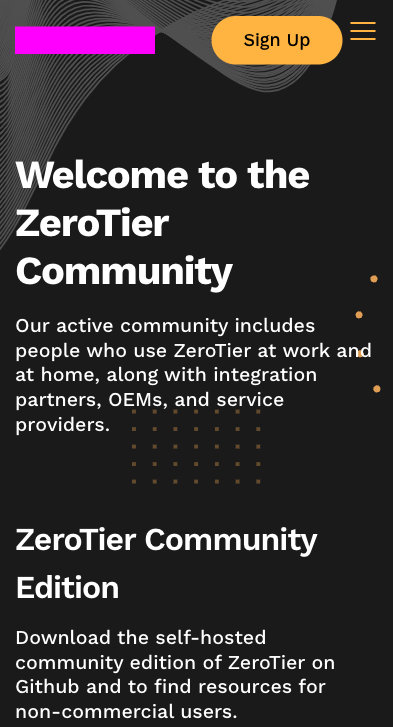 Sign Up
Welcome to the
ZeroTier
Community
Our active community includes
people who use ZeroTier at work and
at home, along with integration
partners, OEMs, and service
providers.
ZeroTier Community
Edition
Download the self-hosted
community edition of ZeroTier on
Github and to find resources for
non-commercial users.